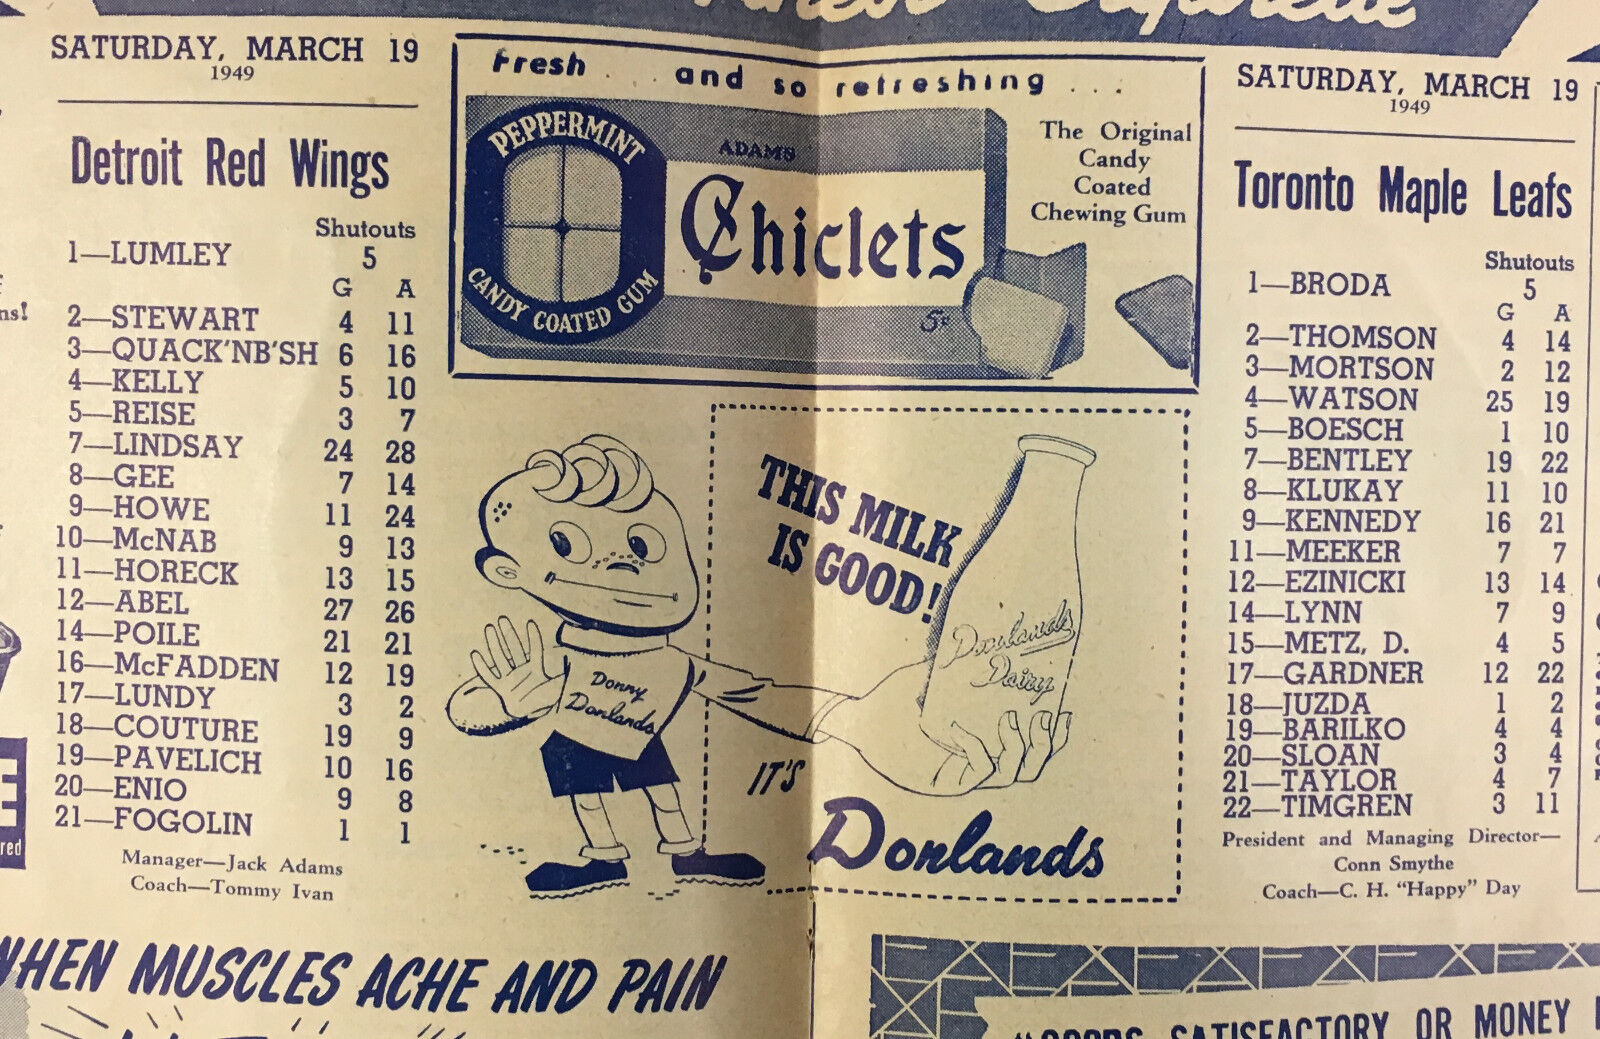 SATURDAY, MARCH 19
1949
Detroit Red Wings
Shutouts
1—LUMLEY 5
G A
2—STEWART 4 11
3—QUACK'NB'SH 6 16
4—KELLY 5 10
5—REISE 3 7
7—LINDSAY 24 28
8—GEE 7 14
9—HOWE 11 24
10—McNAB 9 13
11—HORECK 13 15
12—ABEL 27 26
14—POILE 21 21
16—McFADDEN 12 19
17—LUNDY 3 2
18—COUTURE 19 9
19—PAVELICH 10 16
20—ENIO 9 8
21—FOGOLIN 1 1
Manager—Jack Adams
Coach—Tommy Ivan
Fresh . . . and so refreshing . . .
PEPPERMINT
CANDY COATED GUM
ADAMS
Chiclets
5¢
The Original
Candy
Coated
Chewing Gum
THIS MILK
IS GOOD!
Donlands
Dairy
Donny
Donlands
IT'S
Donlands
SATURDAY, MARCH 19
1949
Toronto Maple Leafs
Shutouts
1—BRODA 5
G A
2—THOMSON 4 14
3—MORTSON 2 12
4—WATSON 25 19
5—BOESCH 1 10
7—BENTLEY 19 22
8—KLUKAY 11 10
9—KENNEDY 16 21
11—MEEKER 7 7
12—EZINICKI 13 14
14—LYNN 7 9
15—METZ, D. 4 5
17—GARDNER 12 22
18—JUZDA 1 2
19—BARILKO 4 4
20—SLOAN 3 4
21—TAYLOR 4 7
22—TIMGREN 3 11
President and Managing Director—
Conn Smythe
Coach—C. H. "Happy" Day
ns!
red
WHEN MUSCLES ACHE AND PAIN
"GOODS SATISFACTORY OR MONEY